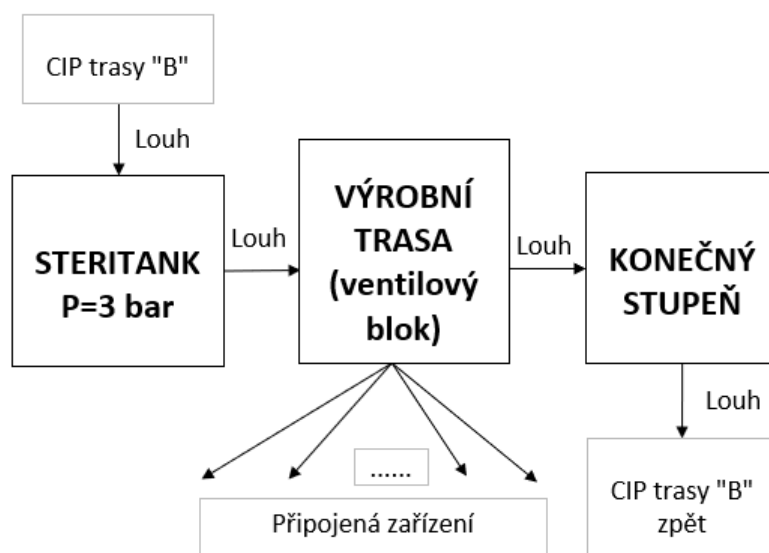 CIP trasy "B"
Louh
STERITANK
P=3 bar
Louh
VÝROBNÍ
TRASA
(ventilový
blok)
Louh
KONEČNÝ
STUPEŇ
Louh
......
Připojená zařízení
CIP trasy "B"
zpět